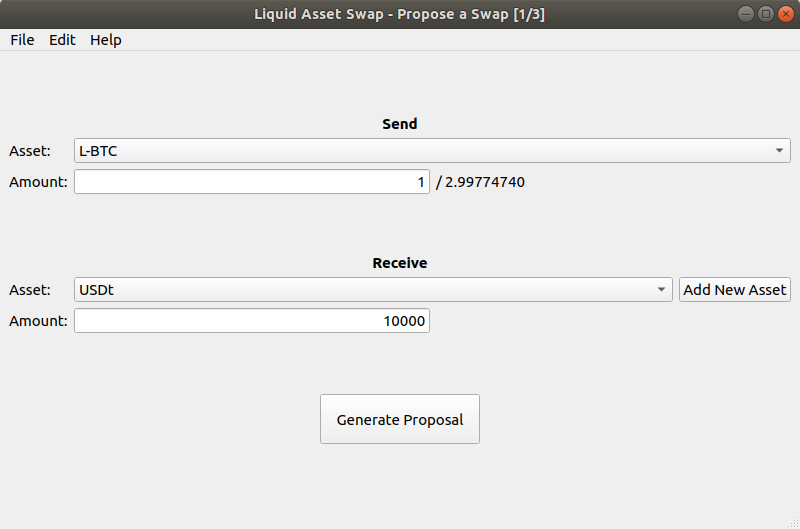 Liquid Asset Swap - Propose a Swap [1/3]
File Edit Help
Send
Asset: L-BTC
Amount: 1 / 2.99774740
Receive
Asset: USDt Add New Asset
Amount: 10000
Generate Proposal